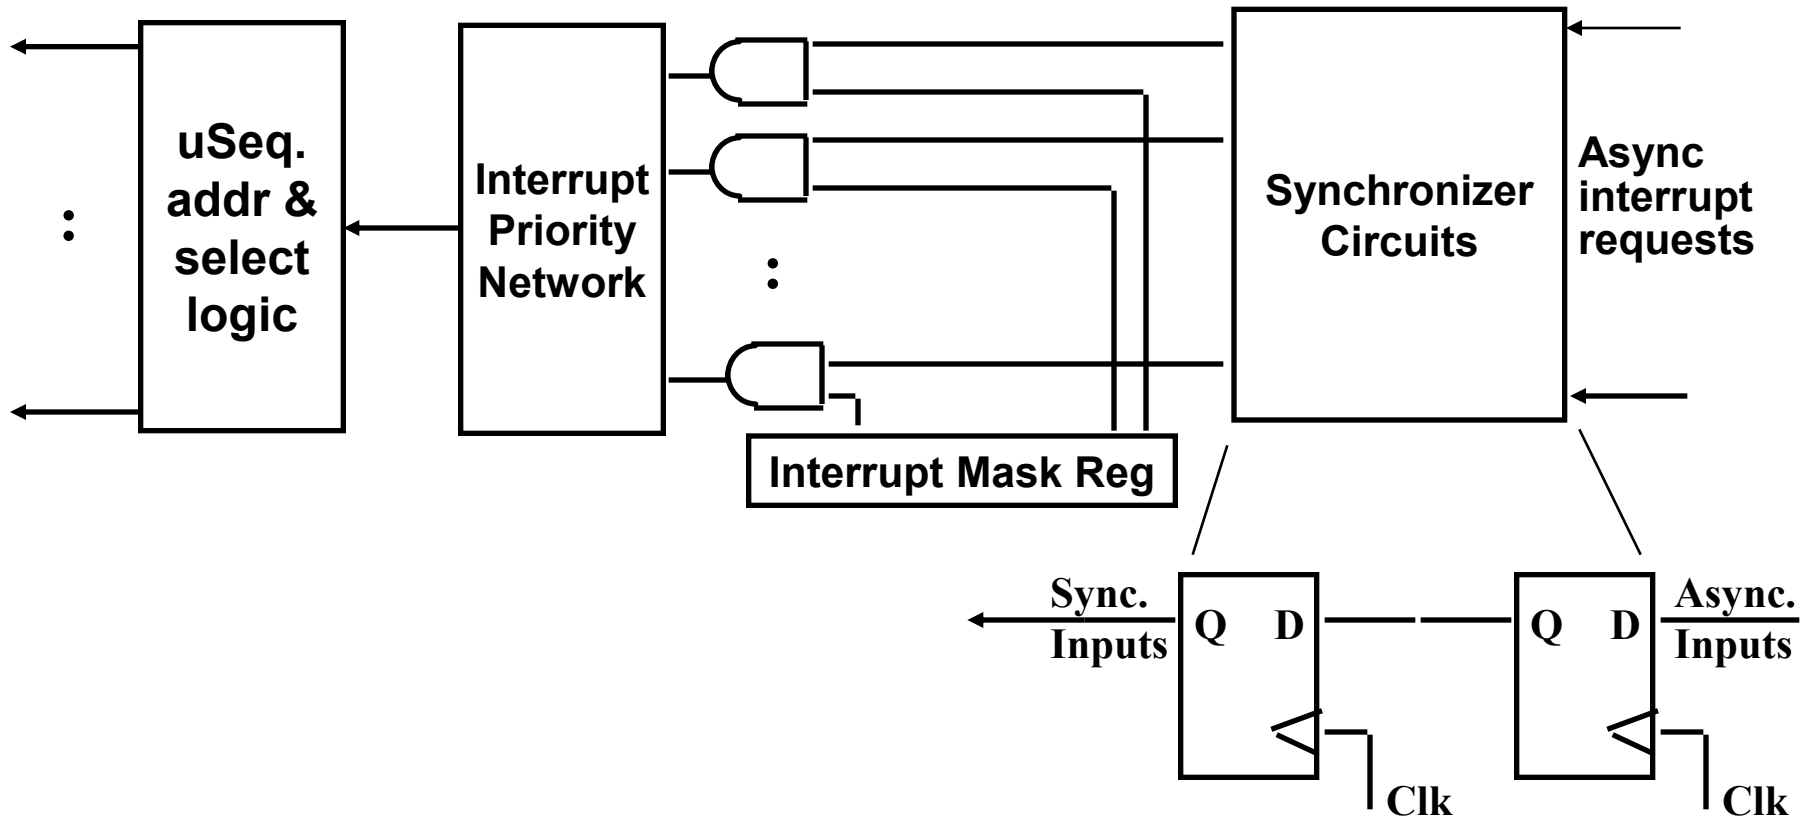 uSeq.
addr &
select
logic
:
Interrupt
Priority
Network
:
Interrupt Mask Reg
Synchronizer
Circuits
Async
interrupt
requests
Sync.
Inputs
Q D
Clk
Q D
Clk
Async.
Inputs